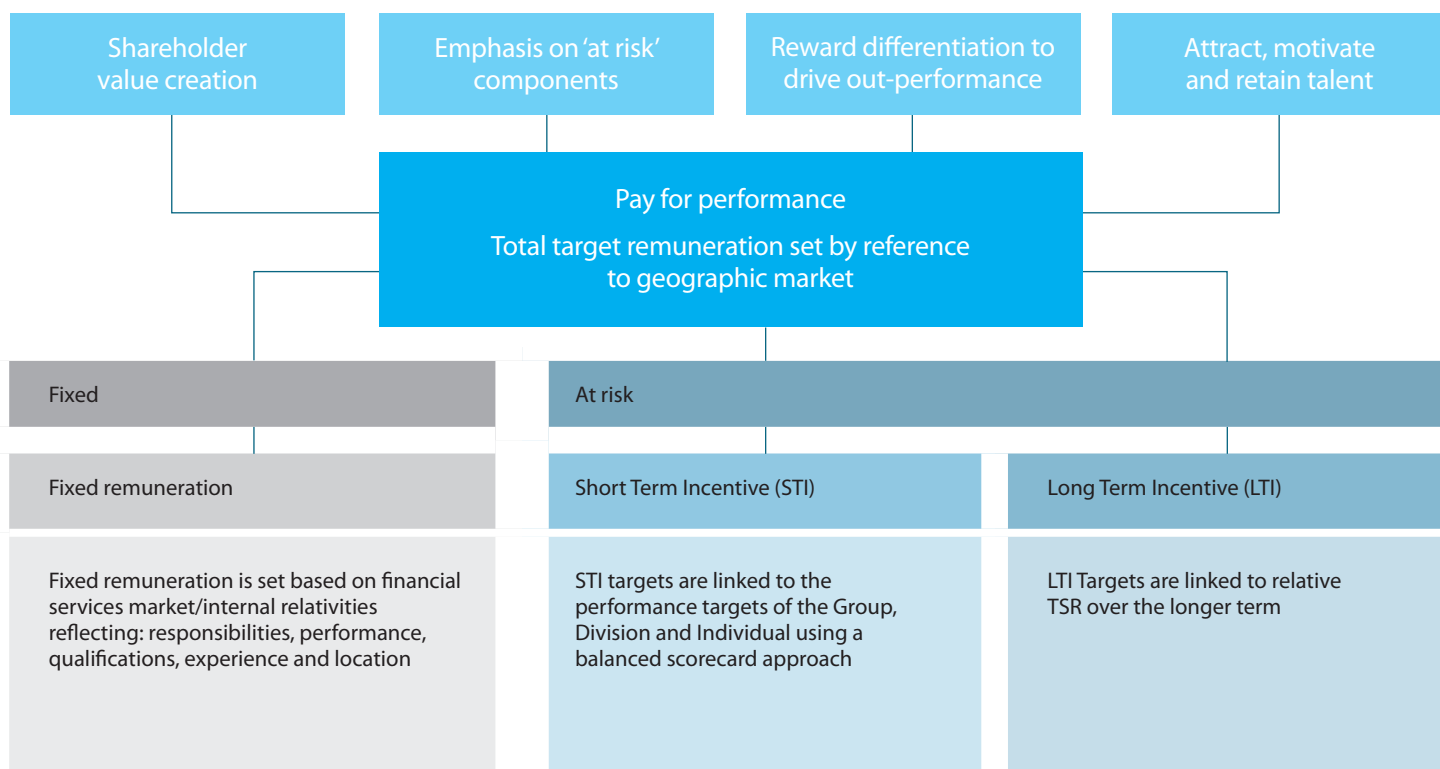 Shareholder
value creation
Emphasis on ‘at risk’
components
Reward differentiation to
drive out-performance
Attract, motivate
and retain talent
Pay for performance
Total target remuneration set by reference
to geographic market
Fixed
At risk
Fixed remuneration
Short Term Incentive (STI)
Long Term Incentive (LTI)
Fixed remuneration is set based on financial
services market/internal relativities
reflecting: responsibilities, performance,
qualifications, experience and location
STI targets are linked to the
performance targets of the Group,
Division and Individual using a
balanced scorecard approach
LTI Targets are linked to relative
TSR over the longer term